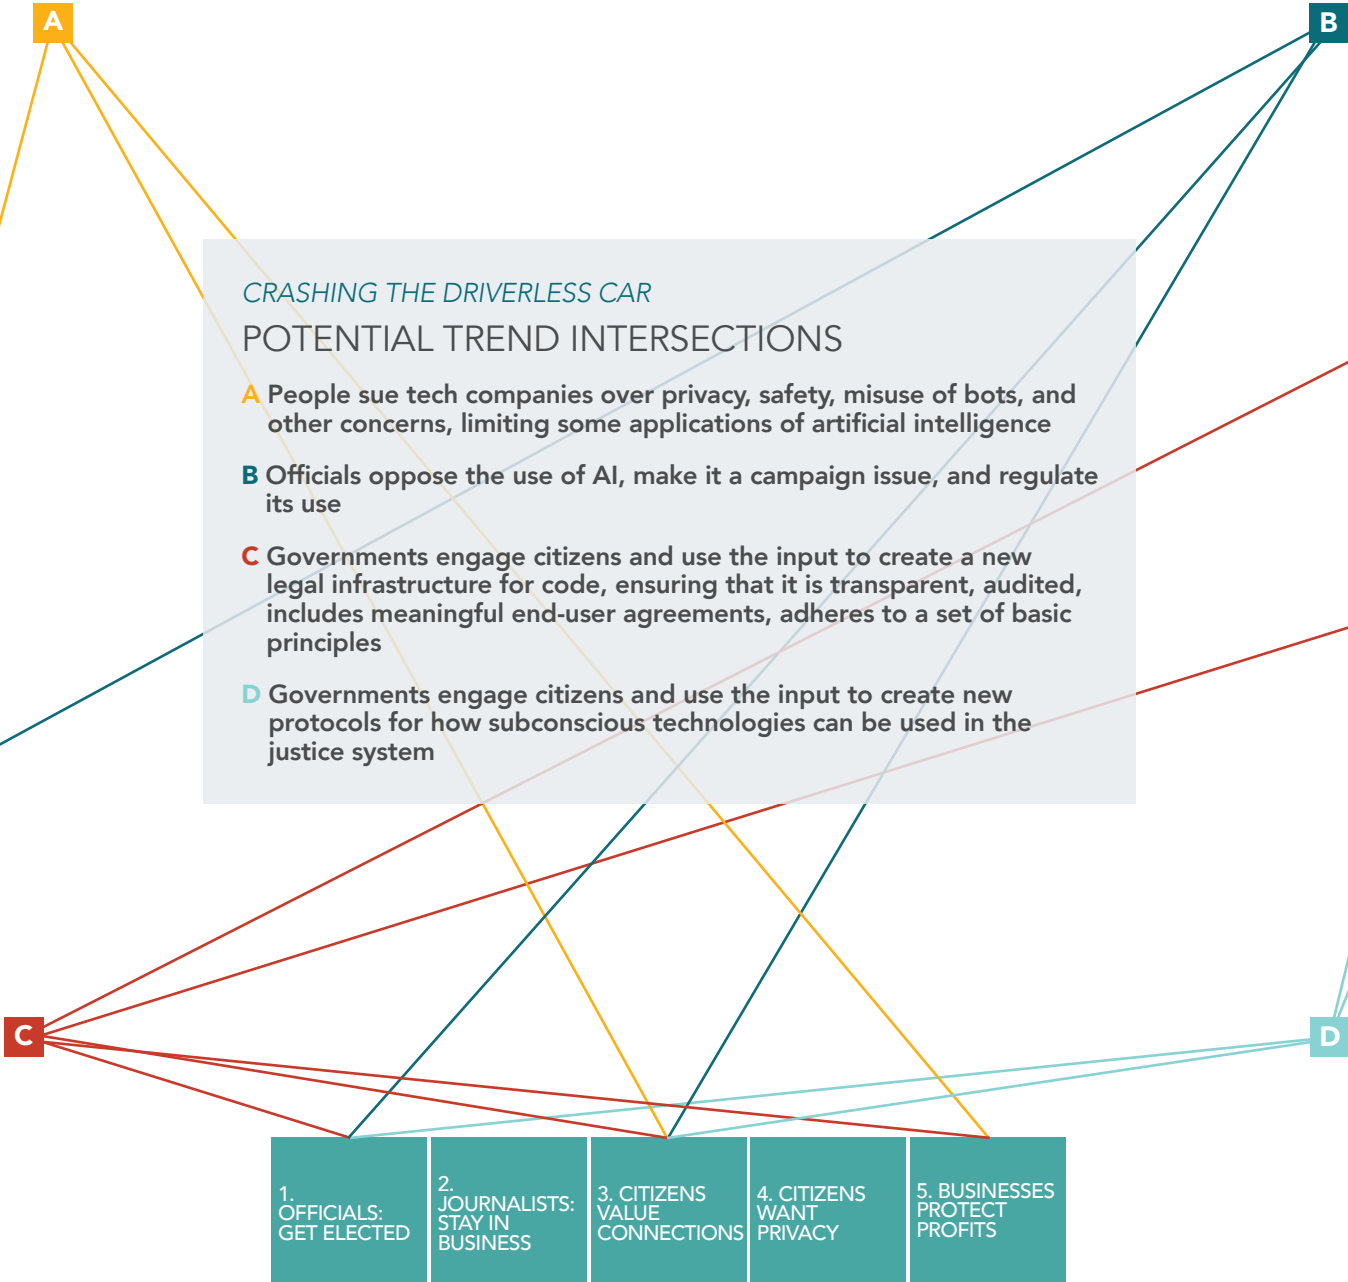 A
B
CRASHING THE DRIVERLESS CAR
POTENTIAL TREND INTERSECTIONS
A People sue tech companies over privacy, safety, misuse of bots, and
other concerns, limiting some applications of artificial intelligence
B Officials oppose the use of AI, make it a campaign issue, and regulate
its use
C Governments engage citizens and use the input to create a new
legal infrastructure for code, ensuring that it is transparent, audited,
includes meaningful end-user agreements, adheres to a set of basic
principles
D Governments engage citizens and use the input to create new
protocols for how subconscious technologies can be used in the
justice system
C
D
1.
OFFICIALS:
GET ELECTED
2.
JOURNALISTS:
STAY IN
BUSINESS
3. CITIZENS
VALUE
CONNECTIONS
4. CITIZENS
WANT
PRIVACY
5. BUSINESSES
PROTECT
PROFITS